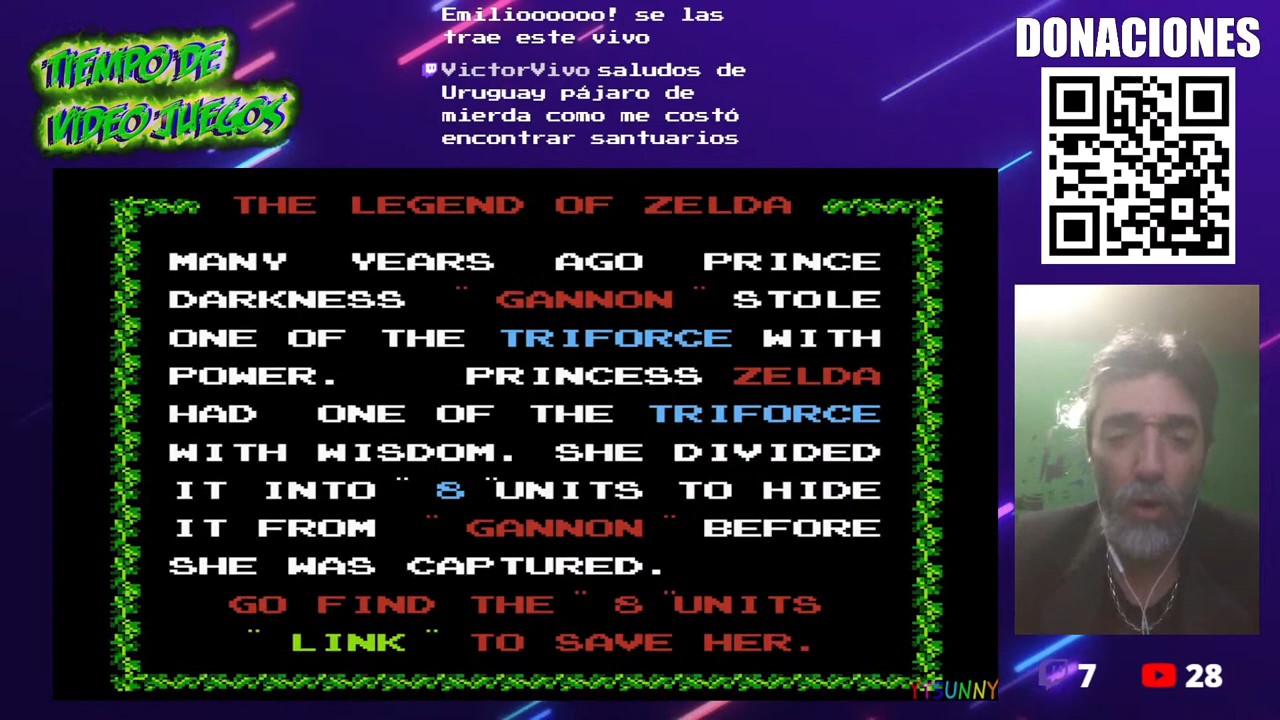 Emilioooooo! se las
trae este vivo
VictorVivo saludos de
Uruguay pájaro de
mierda como me costó
encontrar santuarios
TIEMPO DE
VIDEO JUEGOS
DONACIONES
THE LEGEND OF ZELDA
MANY YEARS AGO PRINCE
DARKNESS " GANNON " STOLE
ONE OF THE TRIFORCE WITH
POWER. PRINCESS ZELDA
HAD ONE OF THE TRIFORCE
WITH WISDOM. SHE DIVIDED
IT INTO " 8 "UNITS TO HIDE
IT FROM " GANNON " BEFORE
SHE WAS CAPTURED.
GO FIND THE " 8 "UNITS
" LINK " TO SAVE HER.
YTSUNNY
7
28